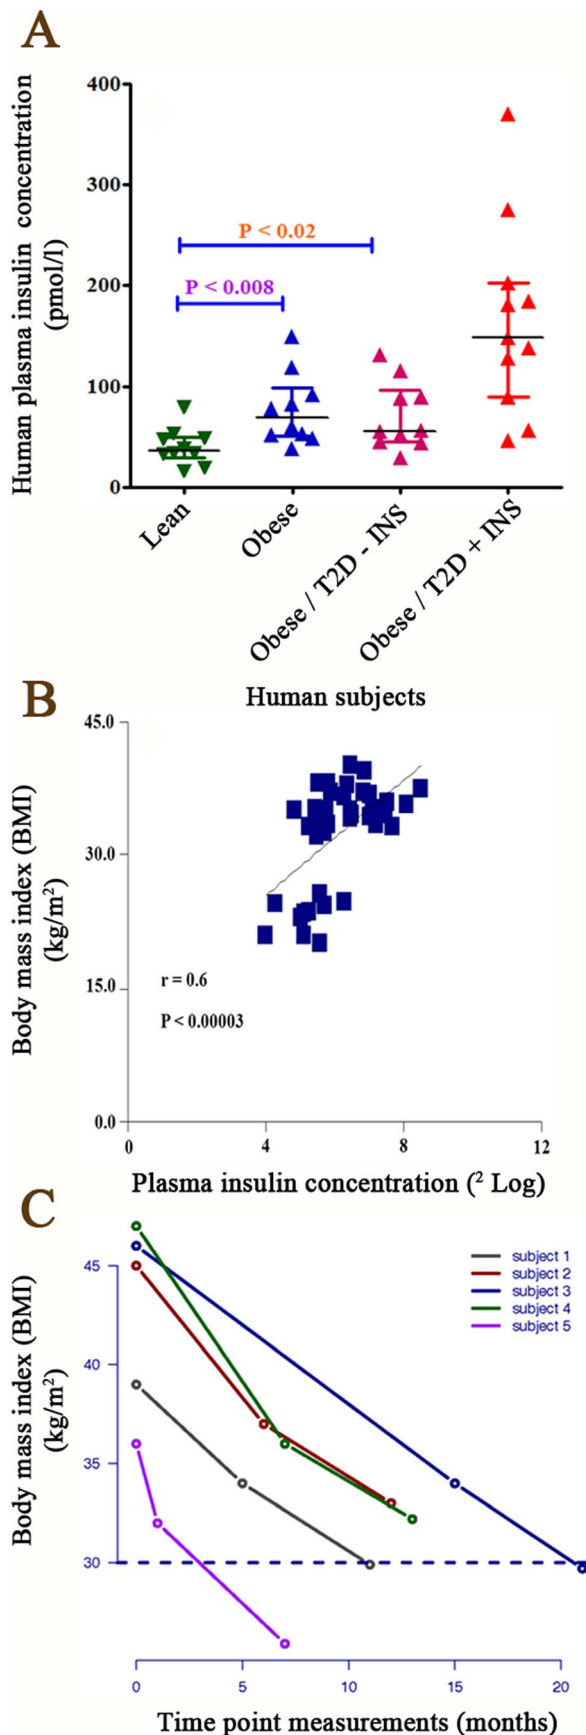 A
Human plasma insulin concentration
(pmol/l)
400
300
200
100
0
P < 0.02
P < 0.008
Lean
Obese
Obese / T2D - INS
Obese / T2D + INS
Human subjects
B
Body mass index (BMI)
(kg/m²)
45.0
30.0
15.0
0.0
r = 0.6
P < 0.00003
0
4
8
12
Plasma insulin concentration (² Log)
C
Body mass index (BMI)
(kg/m²)
45
40
35
30
subject 1
subject 2
subject 3
subject 4
subject 5
0
5
10
15
20
Time point measurements (months)